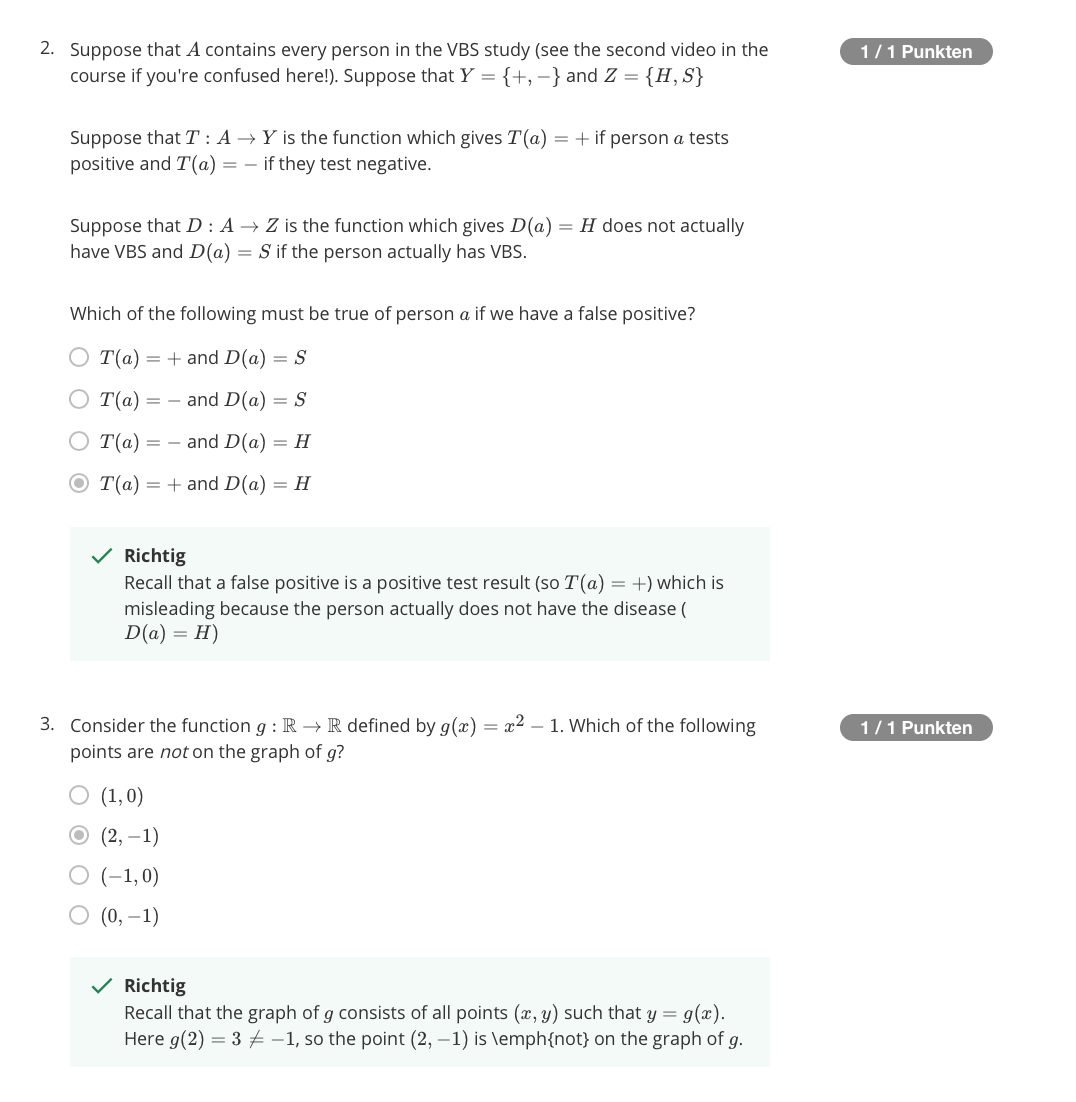 2. Suppose that A contains every person in the VBS study (see the second video in the
1 / 1 Punkten
course if you're confused here!). Suppose that Y = {+, −} and Z = {H, S}
Suppose that T : A → Y is the function which gives T(a) = + if person a tests
positive and T(a) = − if they test negative.
Suppose that D : A → Z is the function which gives D(a) = H does not actually
have VBS and D(a) = S if the person actually has VBS.
Which of the following must be true of person a if we have a false positive?
T(a) = + and D(a) = S
T(a) = − and D(a) = S
T(a) = − and D(a) = H
T(a) = + and D(a) = H
Richtig
Recall that a false positive is a positive test result (so T(a) = +) which is
misleading because the person actually does not have the disease (
D(a) = H)
3. Consider the function g : ℝ → ℝ defined by g(x) = x² − 1. Which of the following
1 / 1 Punkten
points are not on the graph of g?
(1, 0)
(2, −1)
(−1, 0)
(0, −1)
Richtig
Recall that the graph of g consists of all points (x, y) such that y = g(x).
Here g(2) = 3 ≠ −1, so the point (2, −1) is \emph{not} on the graph of g.